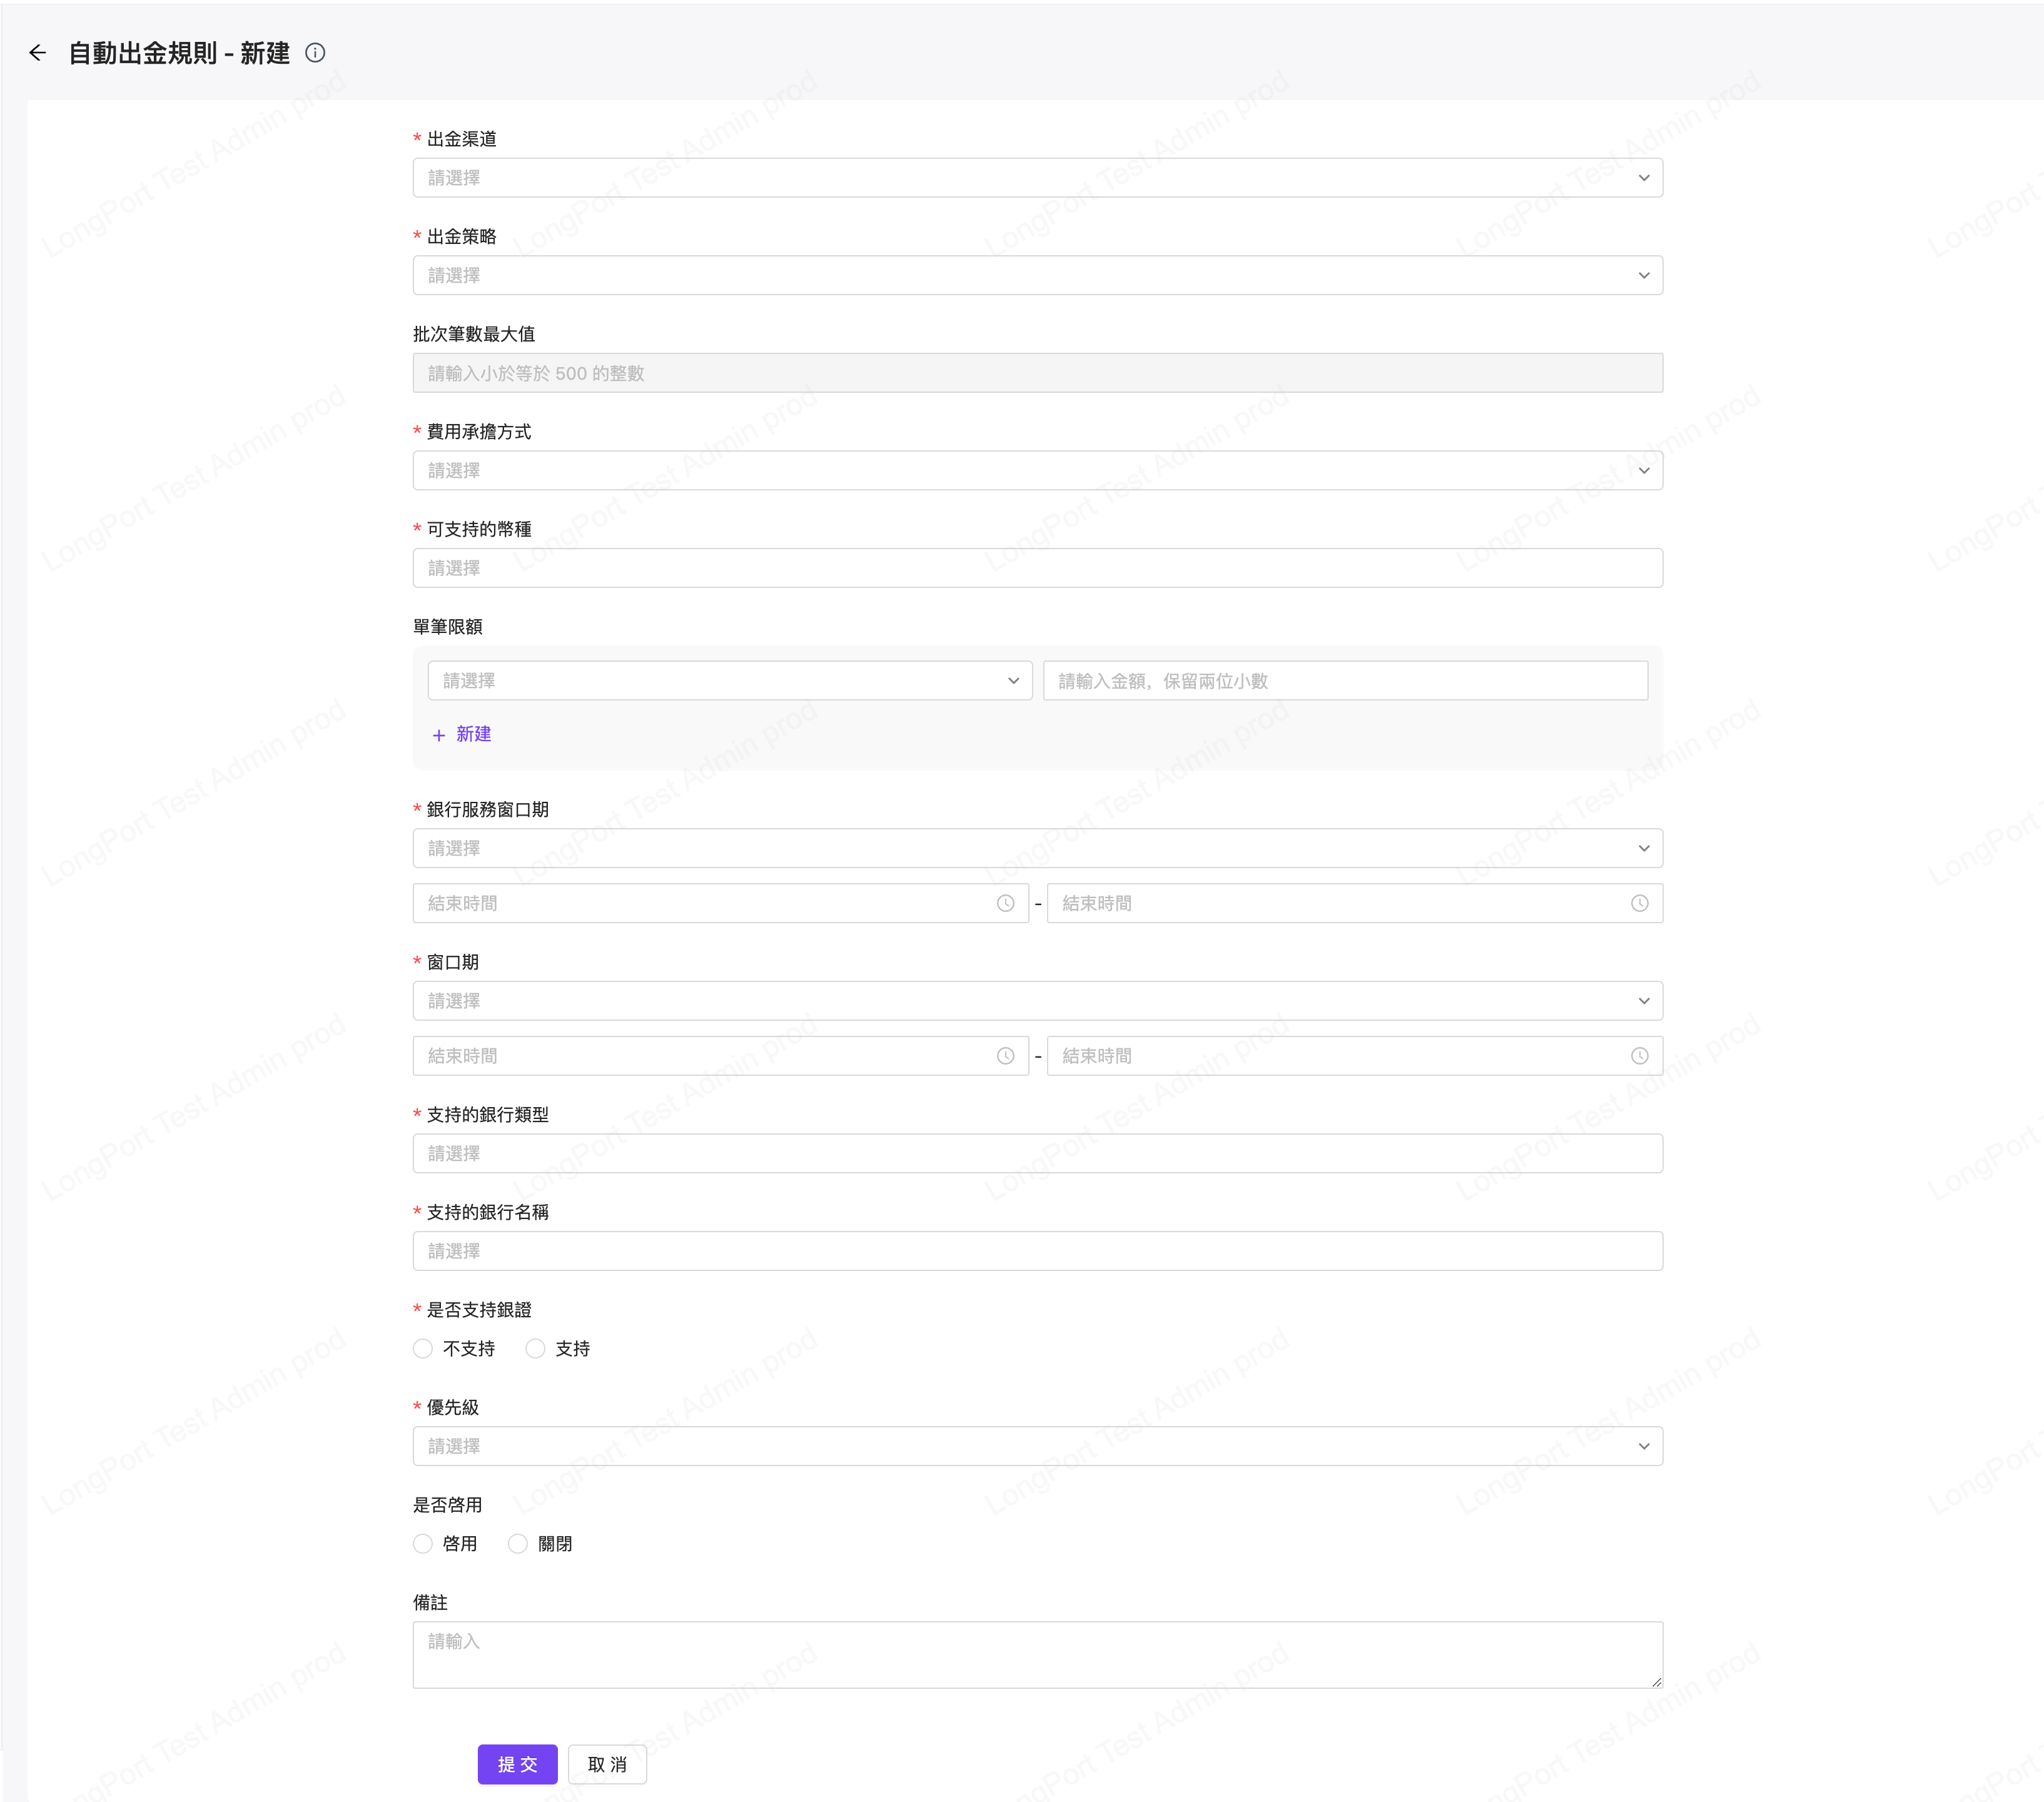 自動出金規則 - 新建
* 出金渠道
請選擇
* 出金策略
請選擇
批次筆數最大值
請輸入小於等於 500 的整數
* 費用承擔方式
請選擇
* 可支持的幣種
請選擇
單筆限額
請選擇 請輸入金額，保留兩位小數
+ 新建
* 銀行服務窗口期
請選擇
結束時間 - 結束時間
* 窗口期
請選擇
結束時間 - 結束時間
* 支持的銀行類型
請選擇
* 支持的銀行名稱
請選擇
* 是否支持銀證
不支持 支持
* 優先級
請選擇
是否啓用
啓用 關閉
備註
請輸入
提交 取消
LongPort Test Admin prod